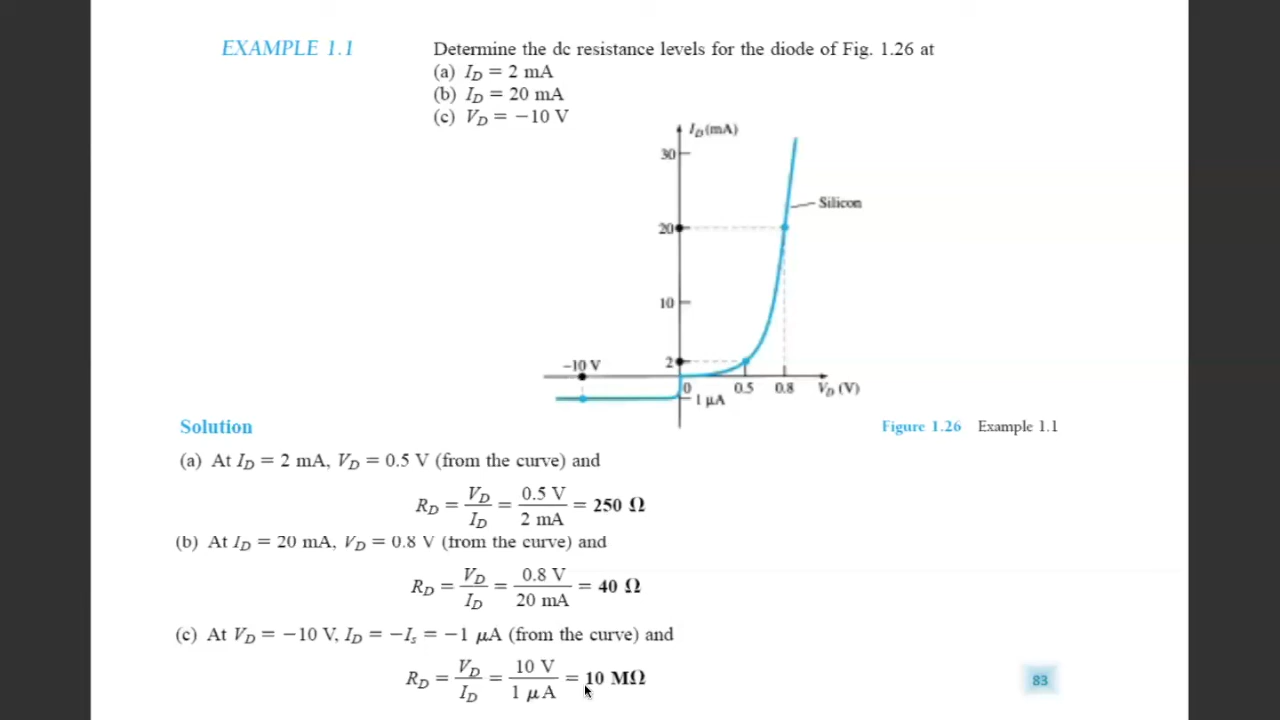 EXAMPLE 1.1
Determine the dc resistance levels for the diode of Fig. 1.26 at
(a) I_D = 2 mA
(b) I_D = 20 mA
(c) V_D = −10 V
I_D (mA)
30
Silicon
20
10
−10 V
2
0
0.5
0.8
V_D (V)
1 μA
Figure 1.26 Example 1.1
Solution
(a) At I_D = 2 mA, V_D = 0.5 V (from the curve) and
R_D = V_D / I_D = 0.5 V / 2 mA = 250 Ω
(b) At I_D = 20 mA, V_D = 0.8 V (from the curve) and
R_D = V_D / I_D = 0.8 V / 20 mA = 40 Ω
(c) At V_D = −10 V, I_D = −I_s = −1 μA (from the curve) and
R_D = V_D / I_D = 10 V / 1 μA = 10 MΩ
83